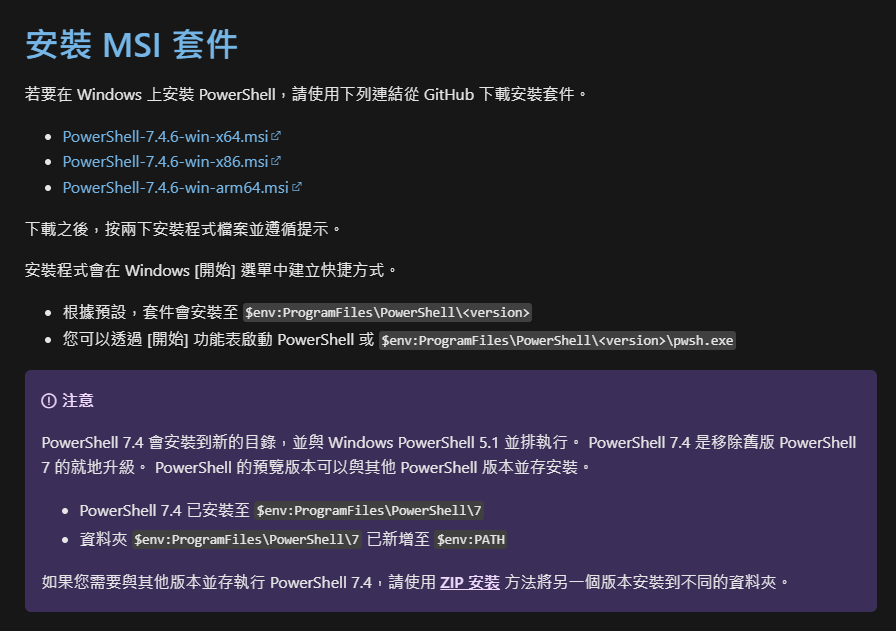 安裝 MSI 套件
若要在 Windows 上安裝 PowerShell，請使用下列連結從 GitHub 下載安裝套件。
PowerShell-7.4.6-win-x64.msi
PowerShell-7.4.6-win-x86.msi
PowerShell-7.4.6-win-arm64.msi
下載之後，按兩下安裝程式檔案並遵循提示。
安裝程式會在 Windows [開始] 選單中建立快捷方式。
根據預設，套件會安裝至 $env:ProgramFiles\PowerShell\<version>
您可以透過 [開始] 功能表啟動 PowerShell 或 $env:ProgramFiles\PowerShell\<version>\pwsh.exe
注意
PowerShell 7.4 會安裝到新的目錄，並與 Windows PowerShell 5.1 並排執行。 PowerShell 7.4 是移除舊版 PowerShell
7 的就地升級。 PowerShell 的預覽版本可以與其他 PowerShell 版本並存安裝。
PowerShell 7.4 已安裝至 $env:ProgramFiles\PowerShell\7
資料夾 $env:ProgramFiles\PowerShell\7 已新增至 $env:PATH
如果您需要與其他版本並存執行 PowerShell 7.4，請使用 ZIP 安裝 方法將另一個版本安裝到不同的資料夾。